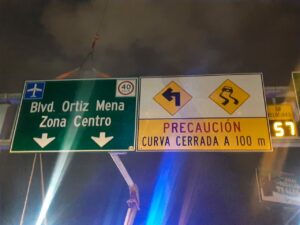 40
Blvd. Ortiz Mena
Zona Centro
PRECAUCIÓN
CURVA CERRADA A 100 m
57